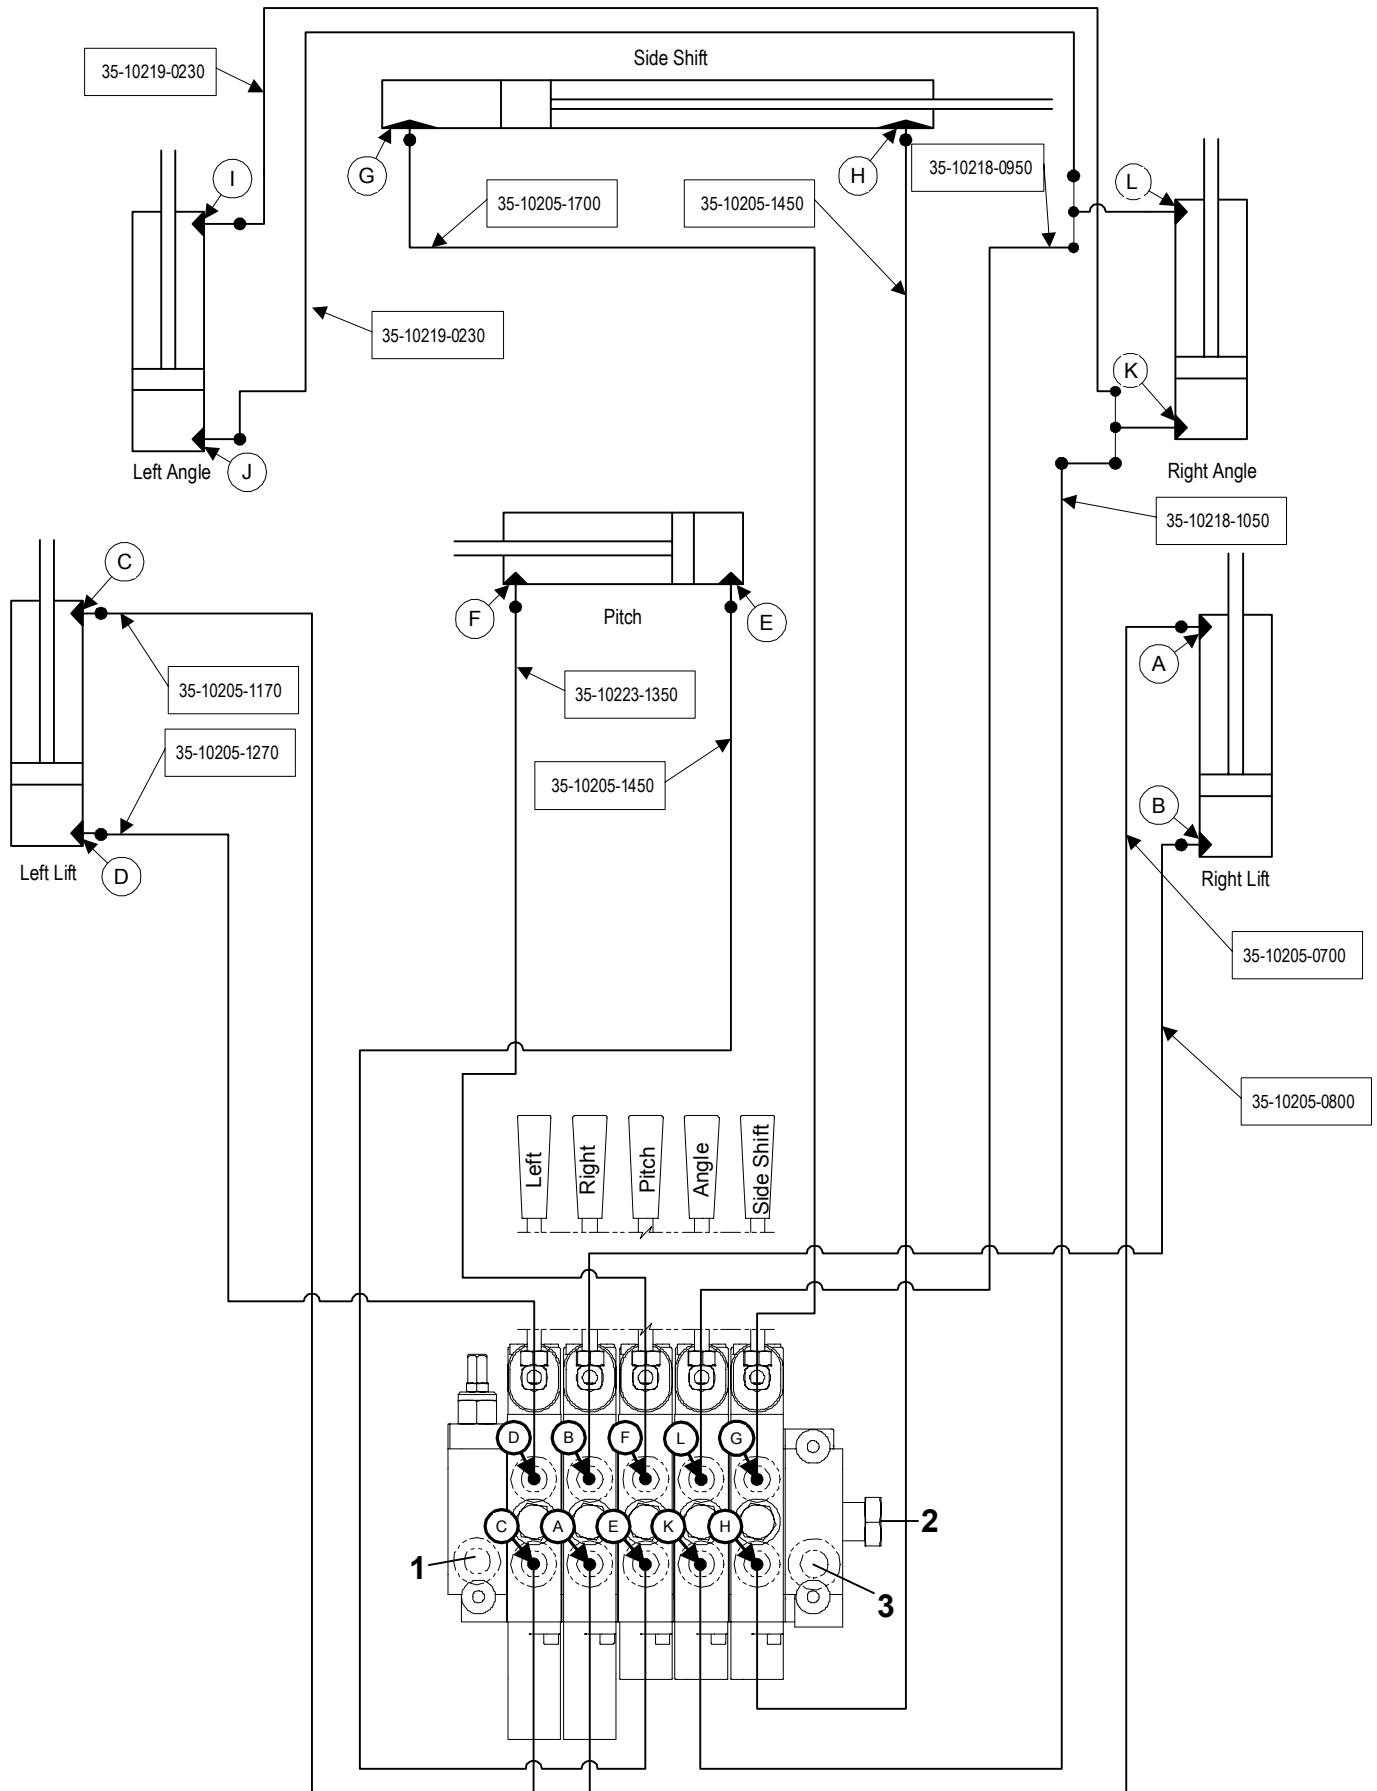 Side Shift
35-10219-0230
35-10218-0950
G
H
I
L
35-10205-1700
35-10205-1450
35-10219-0230
K
J
Left Angle
Right Angle
35-10218-1050
C
F
Pitch
E
A
35-10205-1170
35-10223-1350
35-10205-1270
35-10205-1450
B
Left Lift
D
Right Lift
35-10205-0700
35-10205-0800
Left
Right
Pitch
Angle
Side Shift
D
B
F
L
G
C
A
E
K
H
2
1
3